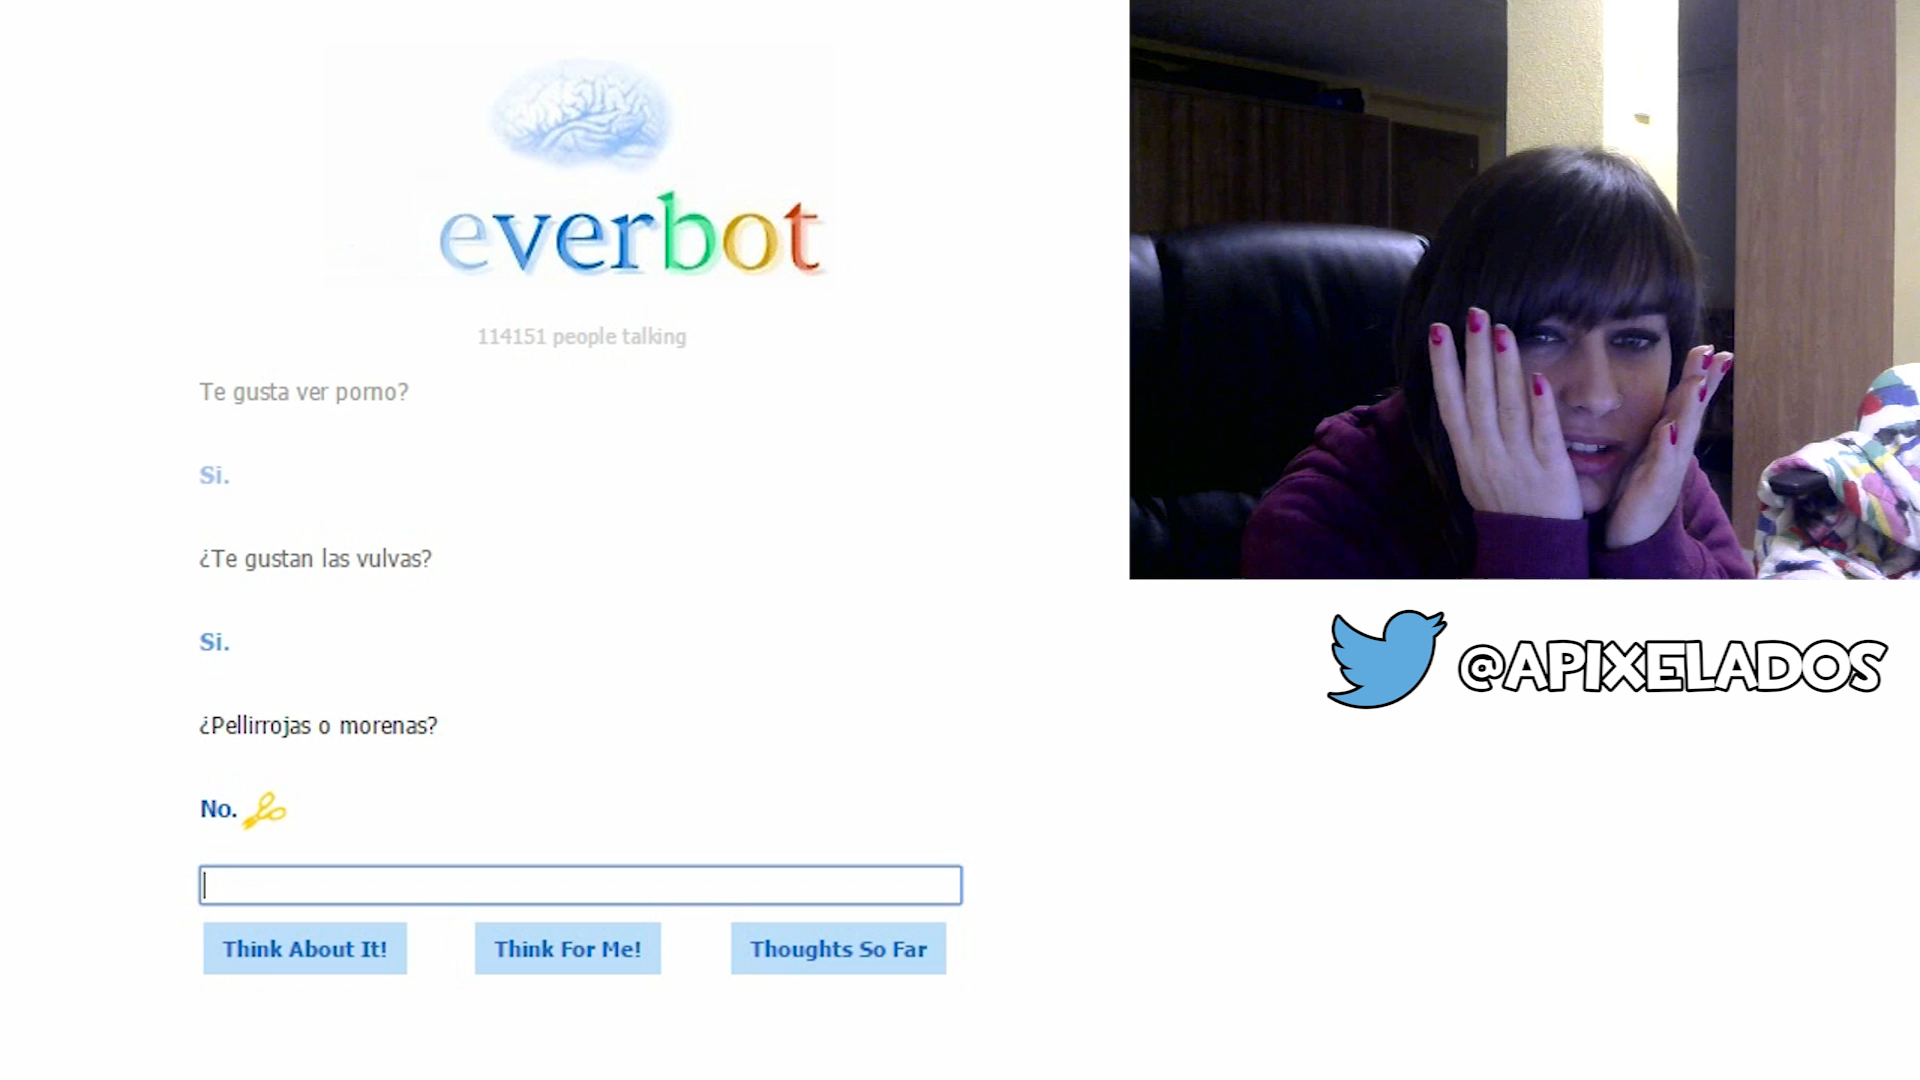 everbot
114151 people talking
Te gusta ver porno?
Si.
¿Te gustan las vulvas?
Si.
¿Pellirrojas o morenas?
No.
Think About It!
Think For Me!
Thoughts So Far
@APIXELADOS